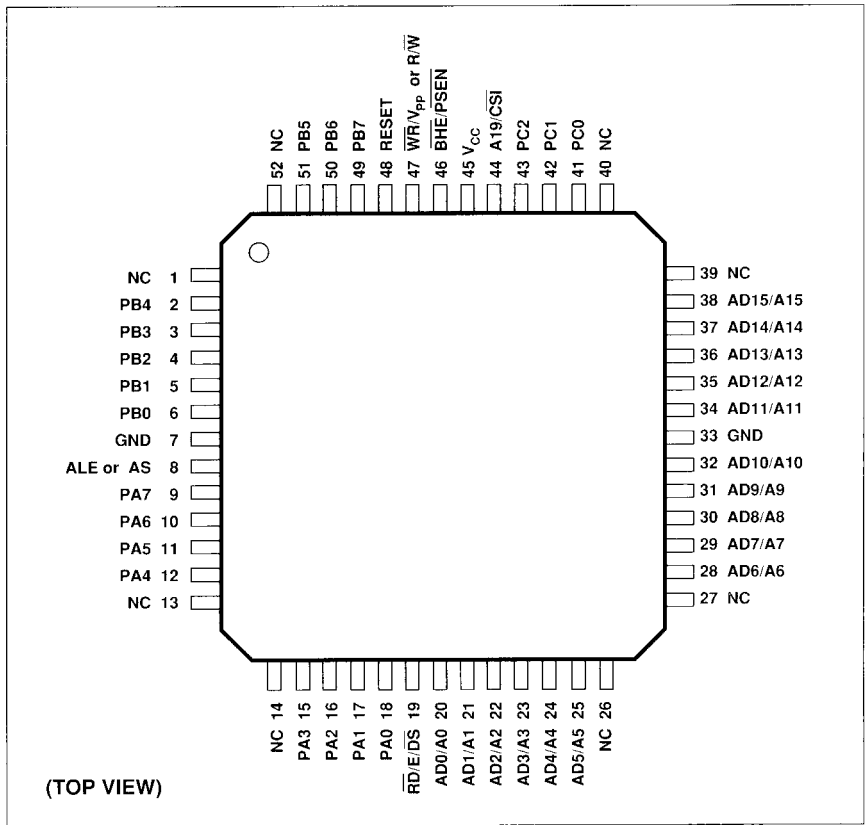 52 NC
51 PB5
50 PB6
49 PB7
48 RESET
47 W̅R̅/VPP or R/W̅
46 B̅H̅E̅/P̅S̅E̅N̅
45 VCC
44 A19/C̅S̅I̅
43 PC2
42 PC1
41 PC0
40 NC
NC 1
PB4 2
PB3 3
PB2 4
PB1 5
PB0 6
GND 7
ALE or AS 8
PA7 9
PA6 10
PA5 11
PA4 12
NC 13
39 NC
38 AD15/A15
37 AD14/A14
36 AD13/A13
35 AD12/A12
34 AD11/A11
33 GND
32 AD10/A10
31 AD9/A9
30 AD8/A8
29 AD7/A7
28 AD6/A6
27 NC
NC 14
PA3 15
PA2 16
PA1 17
PA0 18
R̅D̅/E/D̅S̅ 19
AD0/A0 20
AD1/A1 21
AD2/A2 22
AD3/A3 23
AD4/A4 24
AD5/A5 25
NC 26
(TOP VIEW)